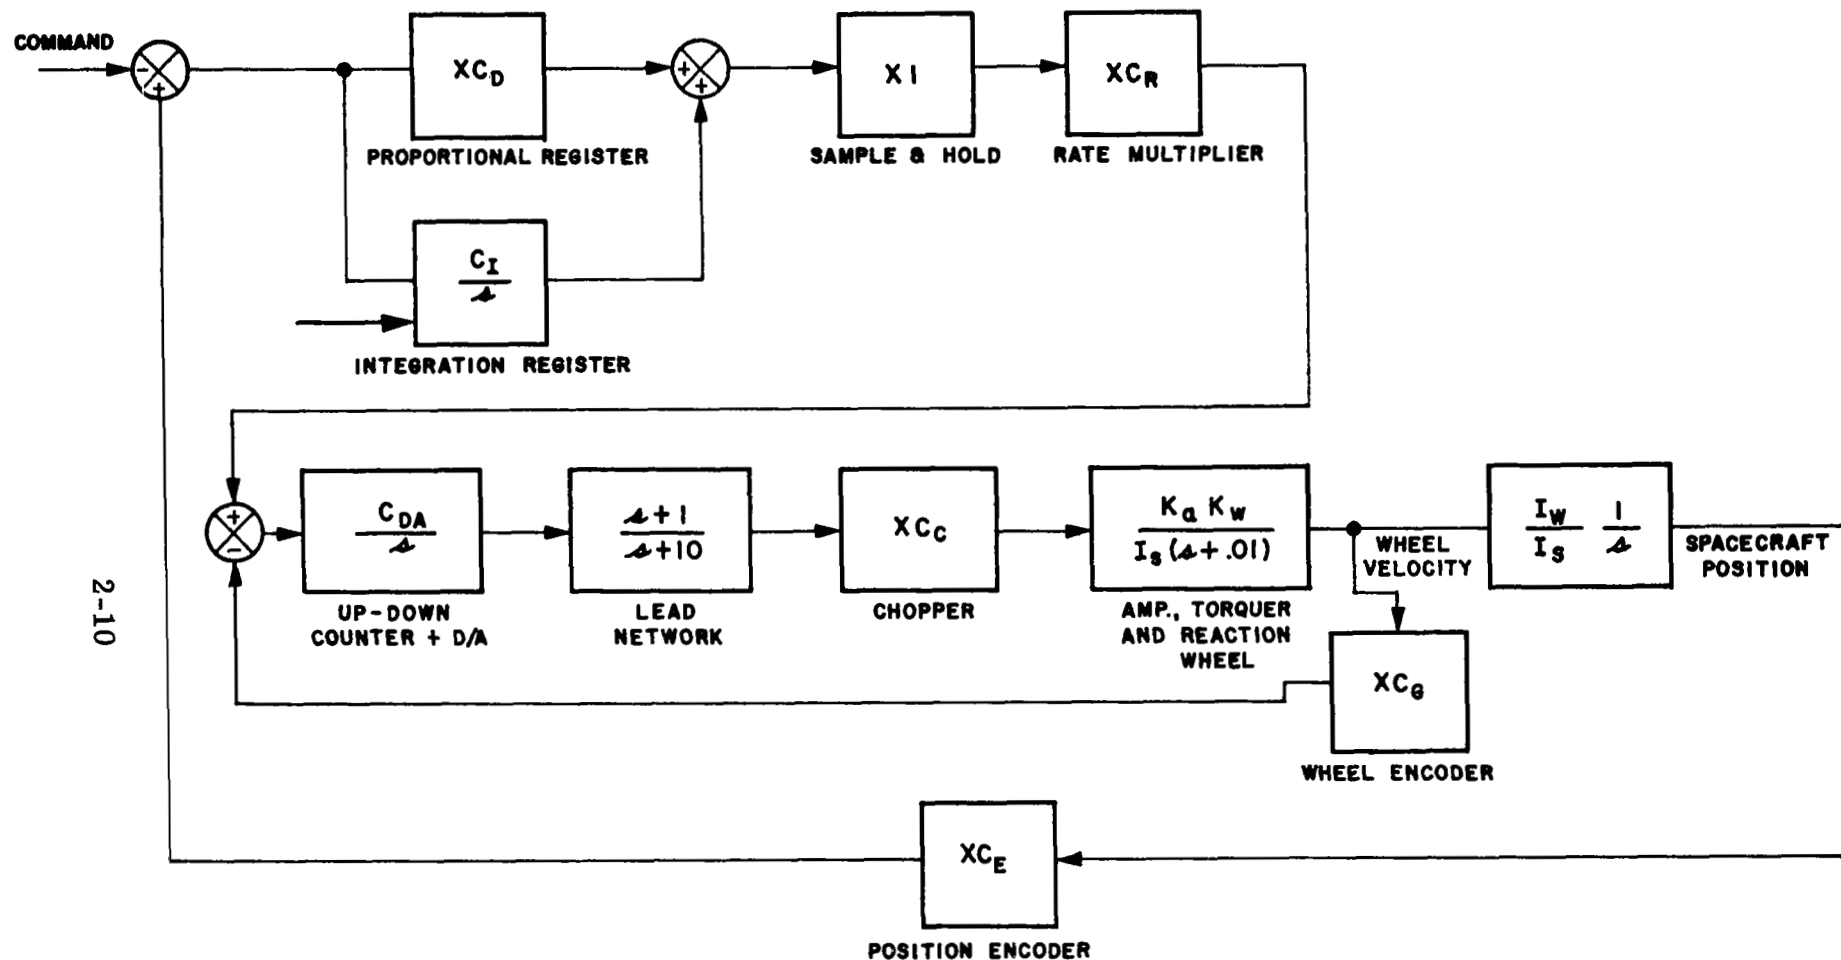 COMMAND
-
+
XC_D
PROPORTIONAL REGISTER
+
+
X1
SAMPLE & HOLD
XC_R
RATE MULTIPLIER
C_I
s
INTEGRATION REGISTER
+
-
C_DA
s
UP-DOWN
COUNTER + D/A
s+1
s+10
LEAD
NETWORK
XC_C
CHOPPER
K_a K_w
I_s(s+.01)
AMP., TORQUER
AND REACTION
WHEEL
WHEEL
VELOCITY
I_W 1
I_S s
SPACECRAFT
POSITION
XC_G
WHEEL ENCODER
XC_E
POSITION ENCODER
2-10